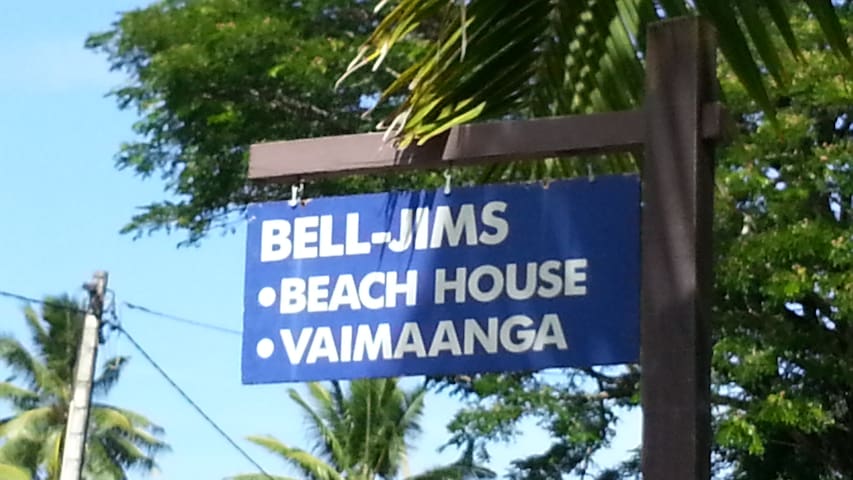 BELL-JIMS
•BEACH HOUSE
•VAIMAANGA